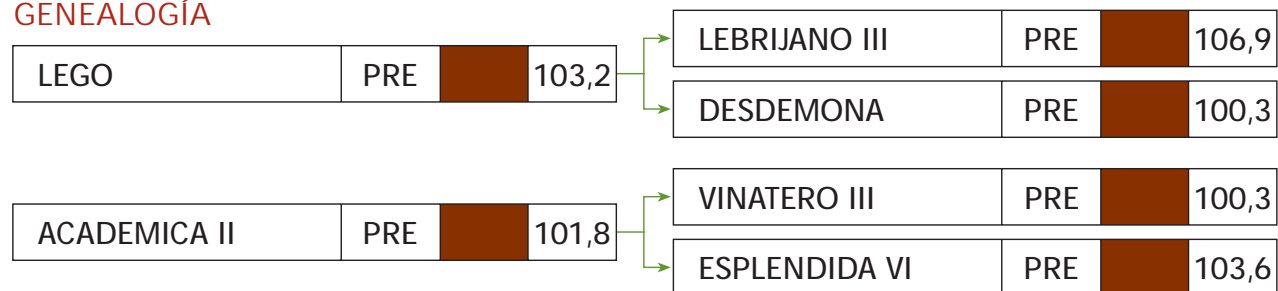 GENEALOGÍA
LEGO PRE 103,2
LEBRIJANO III PRE 106,9
DESDEMONA PRE 100,3
ACADEMICA II PRE 101,8
VINATERO III PRE 100,3
ESPLENDIDA VI PRE 103,6